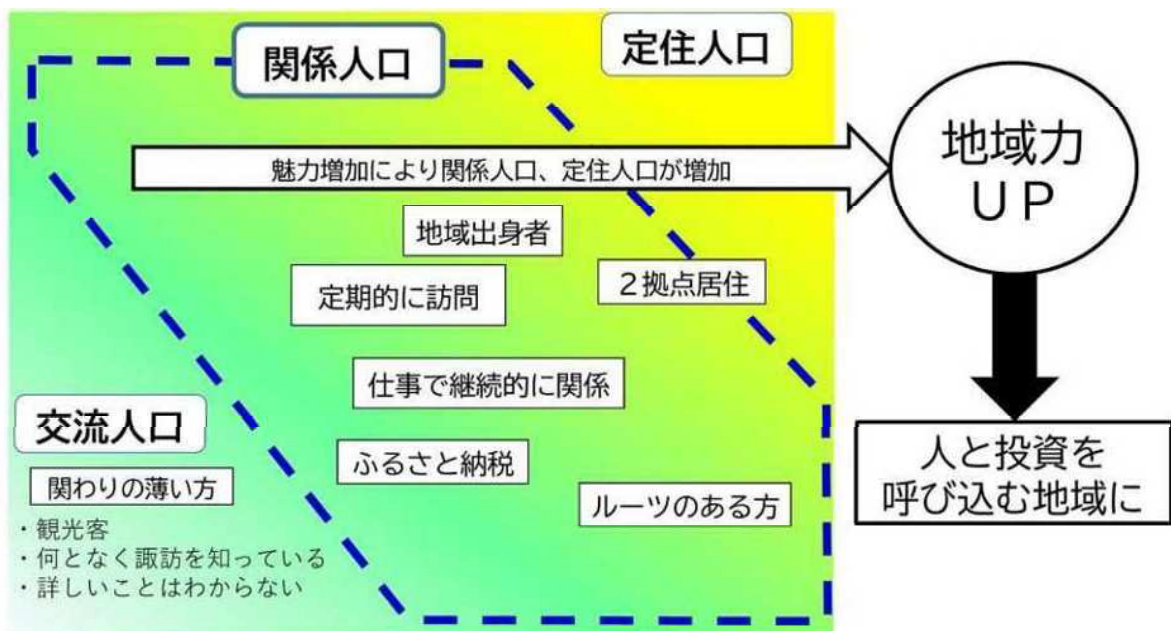 関係人口
定住人口
魅力増加により関係人口、定住人口が増加
地域力
ＵＰ
地域出身者
２拠点居住
定期的に訪問
仕事で継続的に関係
交流人口
ふるさと納税
関わりの薄い方
ルーツのある方
・観光客
・何となく諏訪を知っている
・詳しいことはわからない
人と投資を
呼び込む地域に